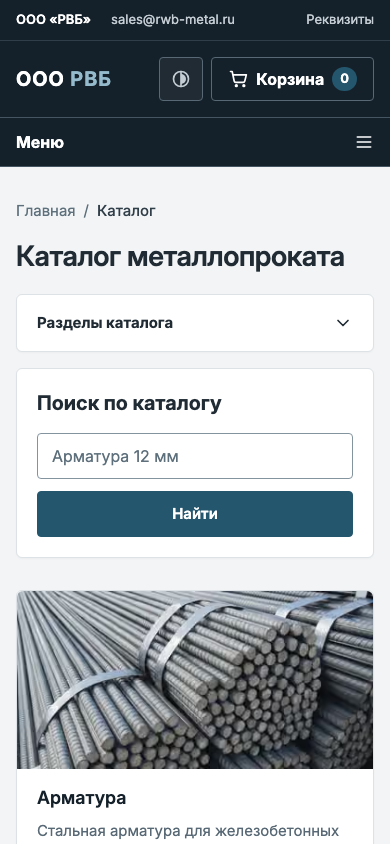 ООО «РВБ» sales@rwb-metal.ru Реквизиты
ООО РВБ Корзина 0
Меню
Главная / Каталог
Каталог металлопроката
Разделы каталога
Поиск по каталогу
Арматура 12 мм
Найти
Арматура
Стальная арматура для железобетонных